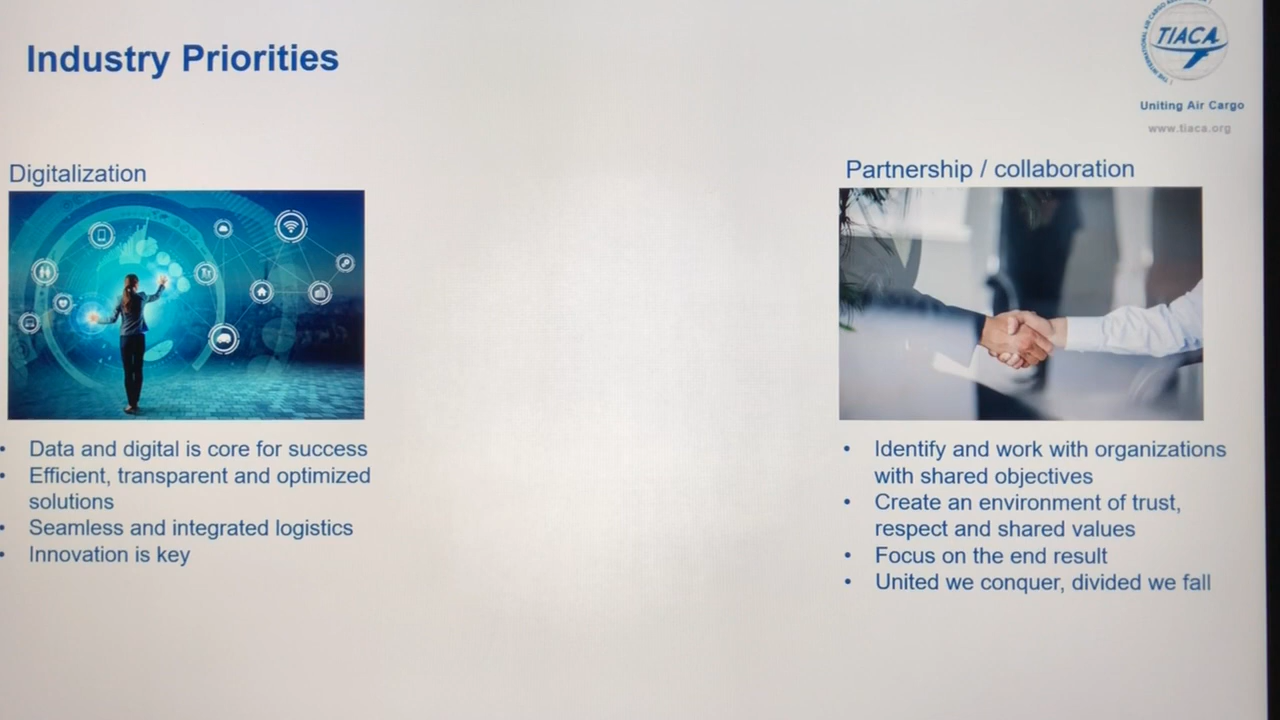 Industry Priorities
TIACA
Uniting Air Cargo
www.tiaca.org
Digitalization
• Data and digital is core for success
• Efficient, transparent and optimized
solutions
• Seamless and integrated logistics
• Innovation is key
Partnership / collaboration
• Identify and work with organizations
with shared objectives
• Create an environment of trust,
respect and shared values
• Focus on the end result
• United we conquer, divided we fall